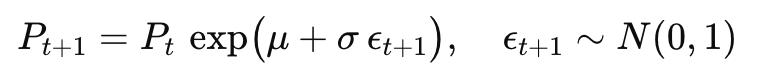 P_{t+1} = P_t exp(μ + σ ϵ_{t+1}), ϵ_{t+1} ∼ N(0, 1)